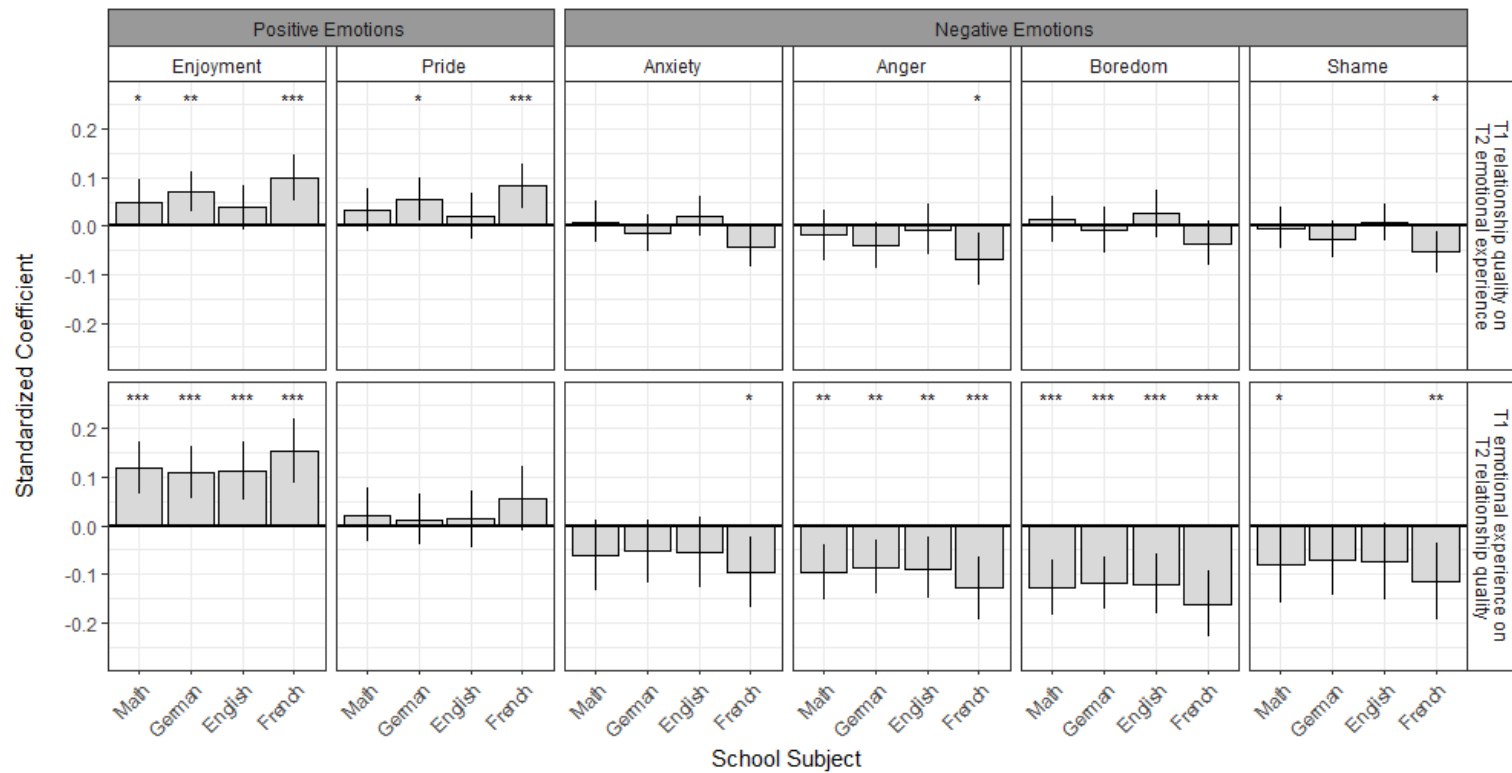 Positive Emotions Negative Emotions
Enjoyment Pride Anxiety Anger Boredom Shame
* ** *** * *** * *
0.2
0.1
0.0
-0.1
-0.2
T1 relationship quality on
T2 emotional experience
*** *** *** *** * ** ** ** *** *** *** *** *** * **
0.2
0.1
0.0
-0.1
-0.2
T1 emotional experience on
T2 relationship quality
Standardized Coefficient
Math German English French Math German English French Math German English French Math German English French Math German English French Math German English French
School Subject